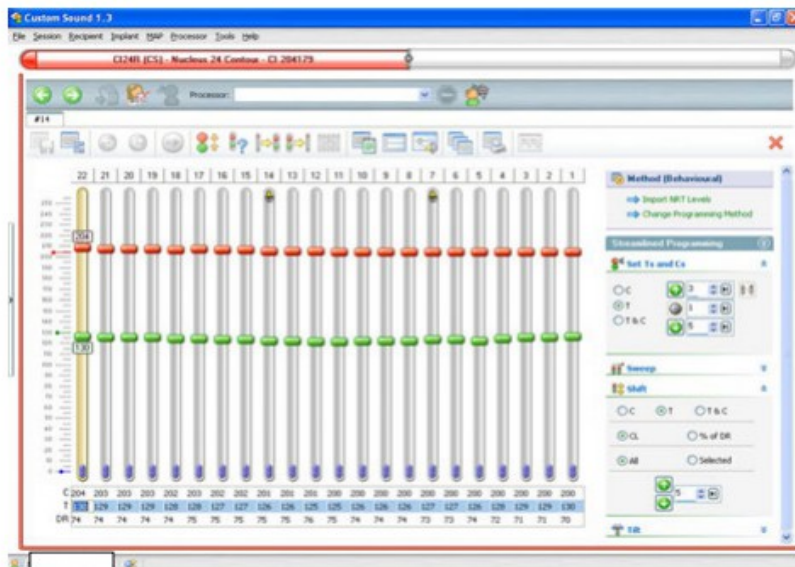 Custom Sound 1.3
File Session Recipient Implant MAP Processor Tools Help
CI24R (CS) - Nucleus 24 Contour - CI 204179
Processor:
#14
22 21 20 19 18 17 16 15 14 13 12 11 10 9 8 7 6 5 4 3 2 1
204
130
C 204 203 203 203 202 203 202 202 201 201 201 200 200 200 200 200 200 200 200 200 200 200
T 130 129 129 129 128 128 127 127 126 126 125 125 126 126 126 127 127 126 128 129 129 130
DR 74 74 74 74 74 75 75 75 75 75 76 75 74 74 74 73 73 74 72 71 71 70
Method (Behavioural)
Import NRT Levels
Change Programming Method
Streamlined Programming
Set Ts and Cs
C 3
T 1
T & C 5
Sweep
Shift
C T T & C
CL % of DR
All Selected
5
Tilt